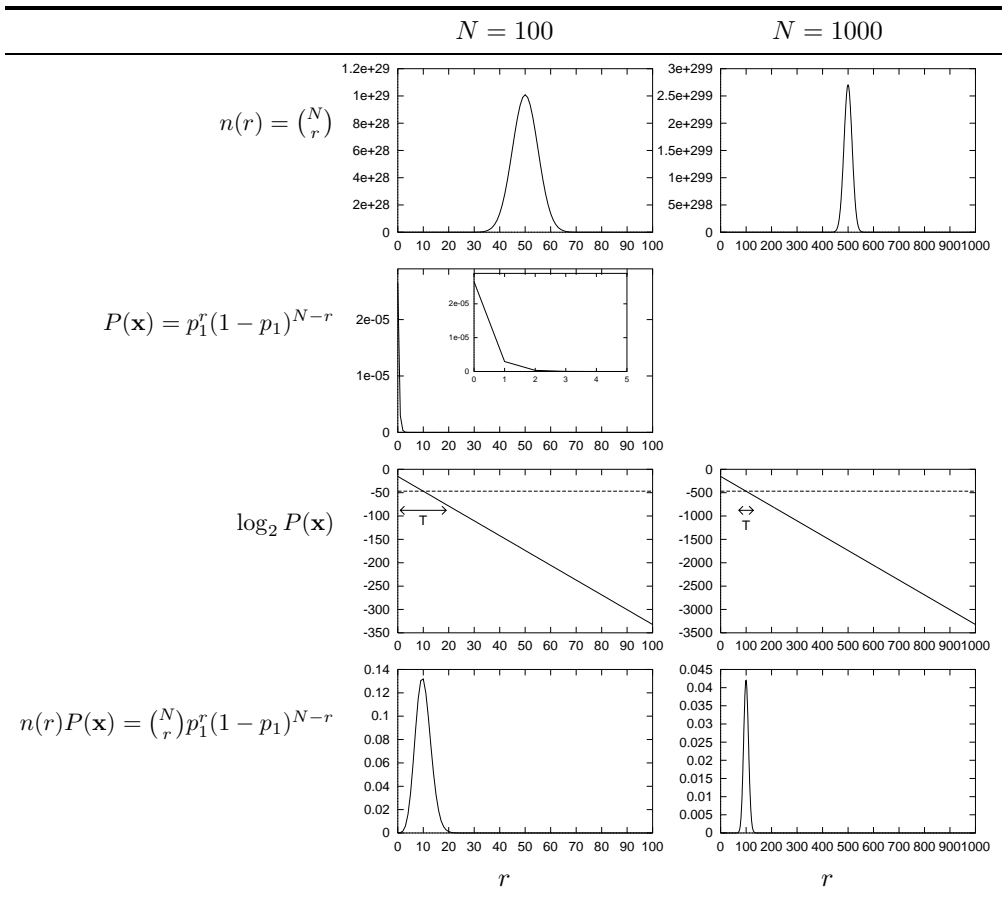 N = 100 N = 1000
n(r) = (N r)
1.2e+29
1e+29
8e+28
6e+28
4e+28
2e+28
0
0 10 20 30 40 50 60 70 80 90 100
3e+299
2.5e+299
2e+299
1.5e+299
1e+299
5e+298
0
0 100 200 300 400 500 600 700 800 9001000
P(x) = p₁ʳ(1 − p₁)ᴺ⁻ʳ
2e-05
1e-05
0
0 10 20 30 40 50 60 70 80 90 100
2e-05
1e-05
0
0 1 2 3 4 5
log₂ P(x)
0
-50
-100
-150
-200
-250
-300
-350
T
0 10 20 30 40 50 60 70 80 90 100
0
-500
-1000
-1500
-2000
-2500
-3000
-3500
T
0 100 200 300 400 500 600 700 800 9001000
n(r)P(x) = (N r)p₁ʳ(1 − p₁)ᴺ⁻ʳ
0.14
0.12
0.1
0.08
0.06
0.04
0.02
0
0 10 20 30 40 50 60 70 80 90 100
0.045
0.04
0.035
0.03
0.025
0.02
0.015
0.01
0.005
0
0 100 200 300 400 500 600 700 800 9001000
r r